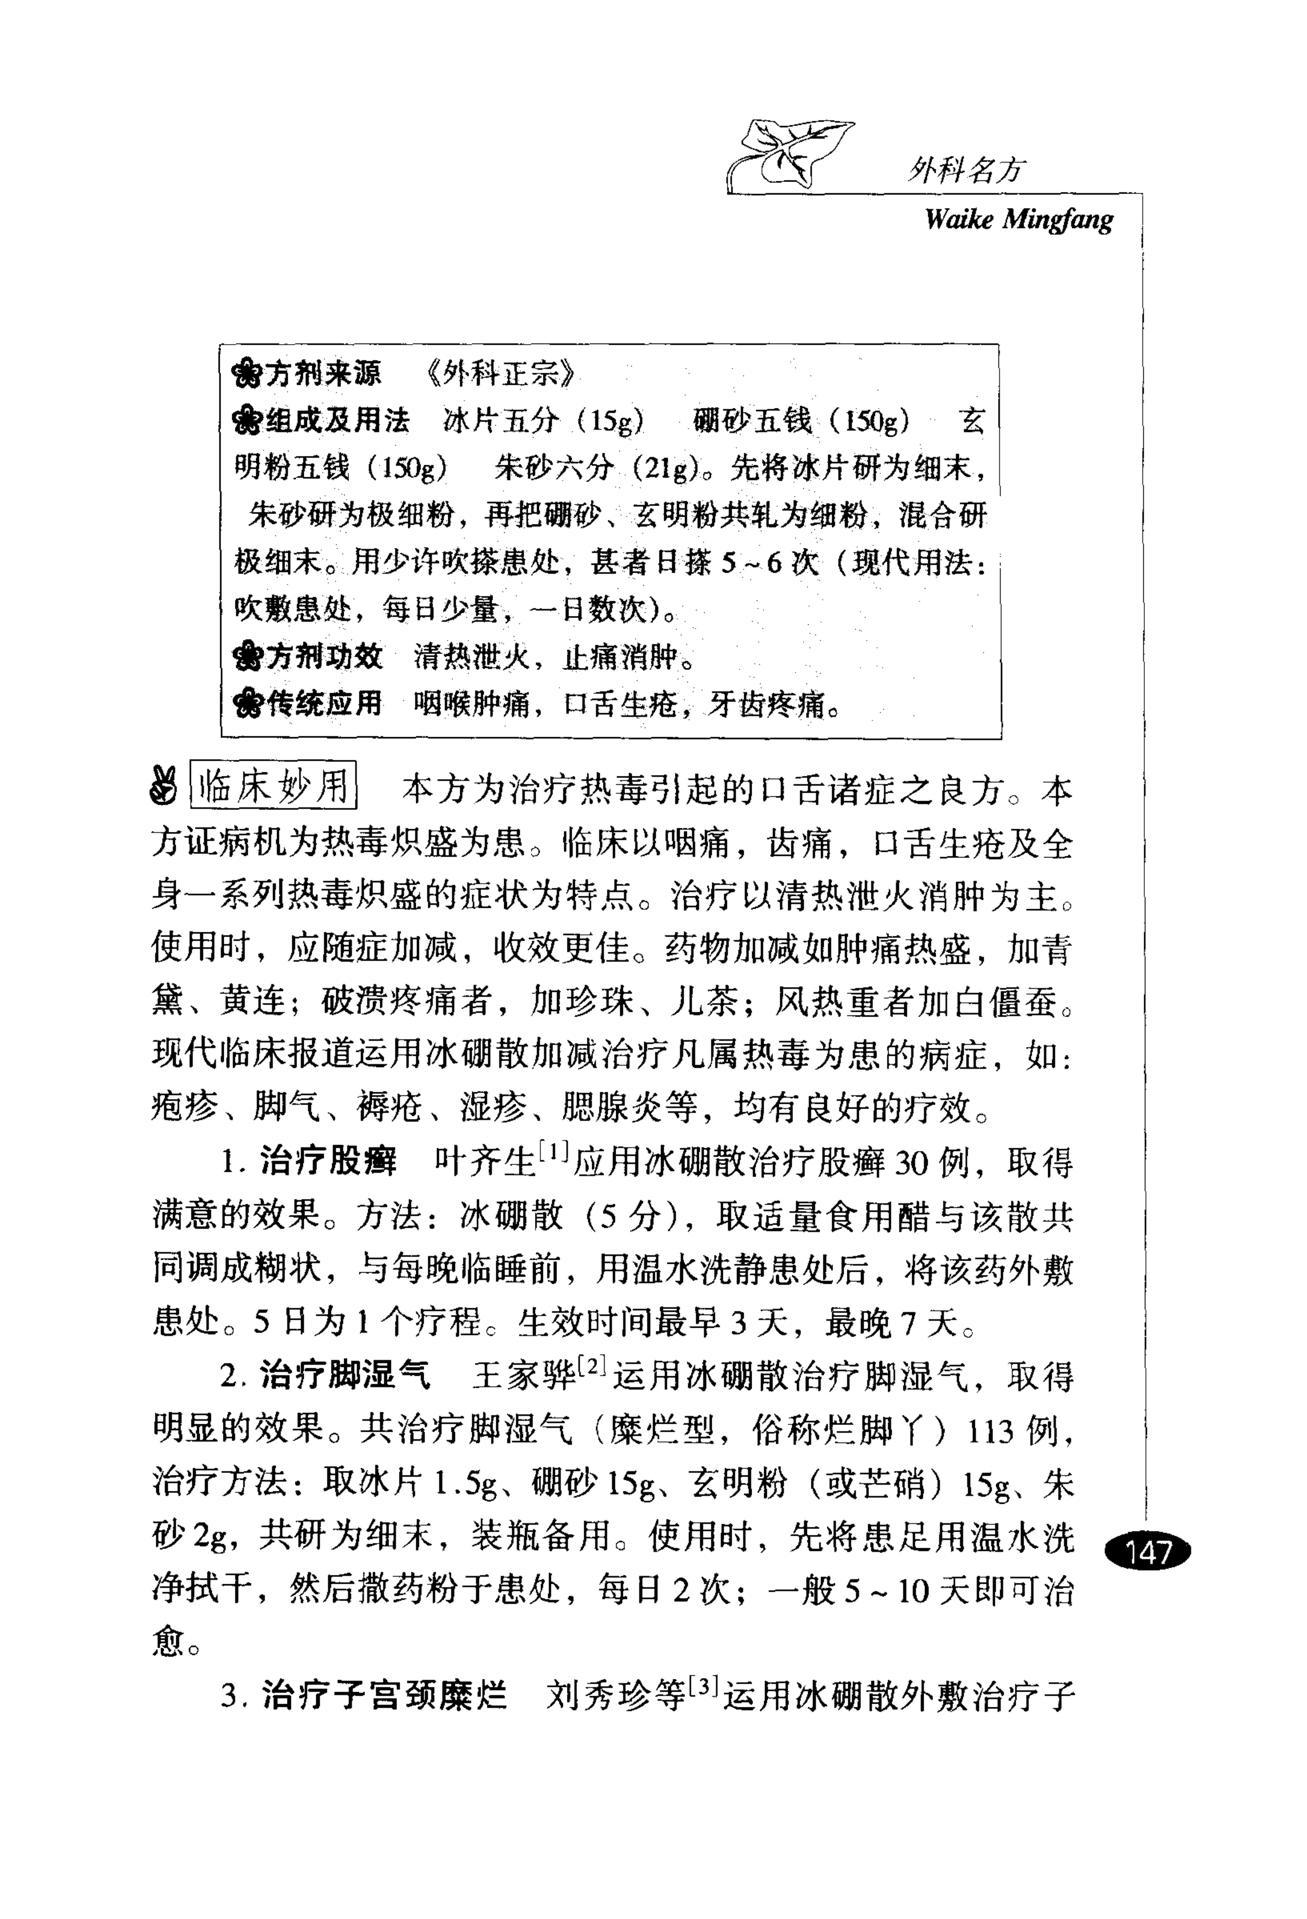 外科名方
Waike Mingfang
方剂来源 《外科正宗》
组成及用法 冰片五分（15g） 硼砂五钱（150g） 玄
明粉五钱（150g） 朱砂六分（21g）。先将冰片研为细末，
朱砂研为极细粉，再把硼砂、玄明粉共轧为细粉，混合研
极细末。用少许吹搽患处，甚者日搽 5～6 次（现代用法：
吹敷患处，每日少量，一日数次）。
方剂功效 清热泄火，止痛消肿。
传统应用 咽喉肿痛，口舌生疮，牙齿疼痛。
临床妙用 本方为治疗热毒引起的口舌诸症之良方。本
方证病机为热毒炽盛为患。临床以咽痛，齿痛，口舌生疮及全
身一系列热毒炽盛的症状为特点。治疗以清热泄火消肿为主。
使用时，应随症加减，收效更佳。药物加减如肿痛热盛，加青
黛、黄连；破溃疼痛者，加珍珠、儿茶；风热重者加白僵蚕。
现代临床报道运用冰硼散加减治疗凡属热毒为患的病症，如：
疱疹、脚气、褥疮、湿疹、腮腺炎等，均有良好的疗效。
1. 治疗股癣 叶齐生[1]应用冰硼散治疗股癣 30 例，取得
满意的效果。方法：冰硼散（5 分），取适量食用醋与该散共
同调成糊状，与每晚临睡前，用温水洗静患处后，将该药外敷
患处。5 日为 1 个疗程。生效时间最早 3 天，最晚 7 天。
2. 治疗脚湿气 王家骅[2]运用冰硼散治疗脚湿气，取得
明显的效果。共治疗脚湿气（糜烂型，俗称烂脚丫）113 例，
治疗方法：取冰片 1.5g、硼砂 15g、玄明粉（或芒硝）15g、朱
砂 2g，共研为细末，装瓶备用。使用时，先将患足用温水洗
净拭干，然后撒药粉于患处，每日 2 次；一般 5～10 天即可治
愈。
3. 治疗子宫颈糜烂 刘秀珍等[3]运用冰硼散外敷治疗子
147